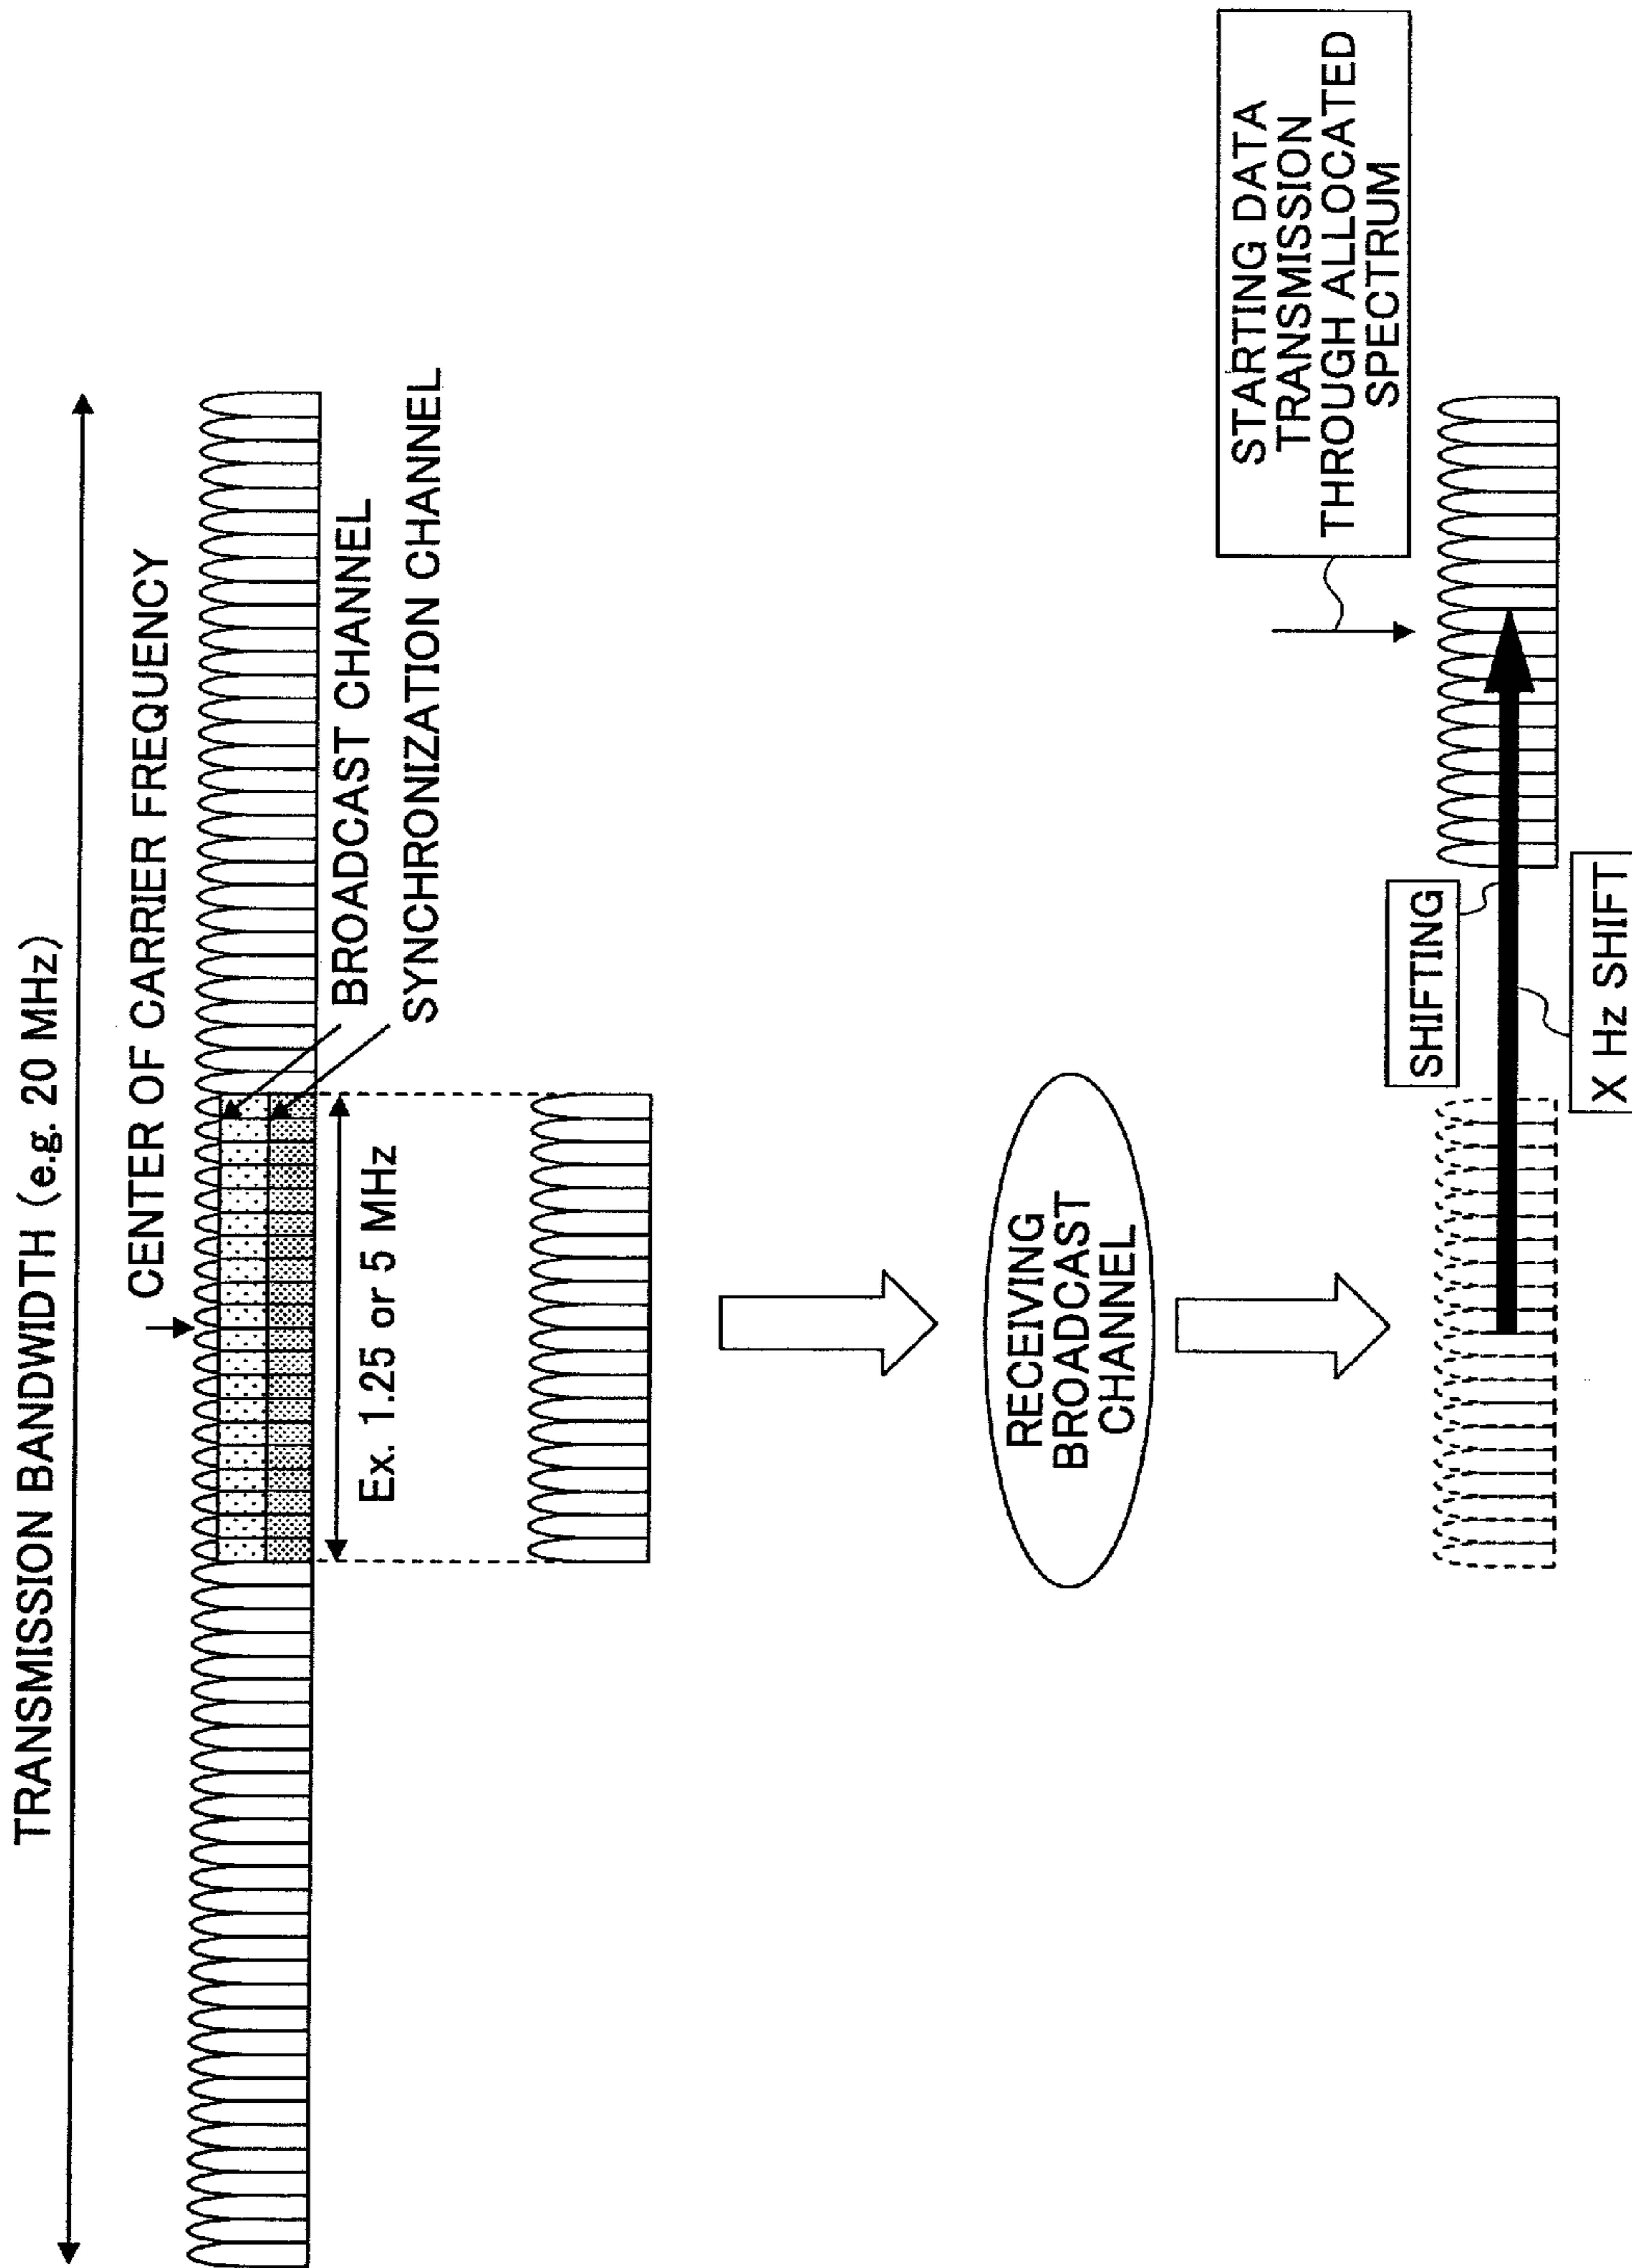 TRANSMISSION BANDWIDTH (e.g. 20 MHz)
CENTER OF CARRIER FREQUENCY
BROADCAST CHANNEL
SYNCHRONIZATION CHANNEL
Ex. 1.25 or 5 MHz
RECEIVING
BROADCAST
CHANNEL
STARTING DATA
TRANSMISSION
THROUGH ALLOCATED
SPECTRUM
SHIFTING
X Hz SHIFT